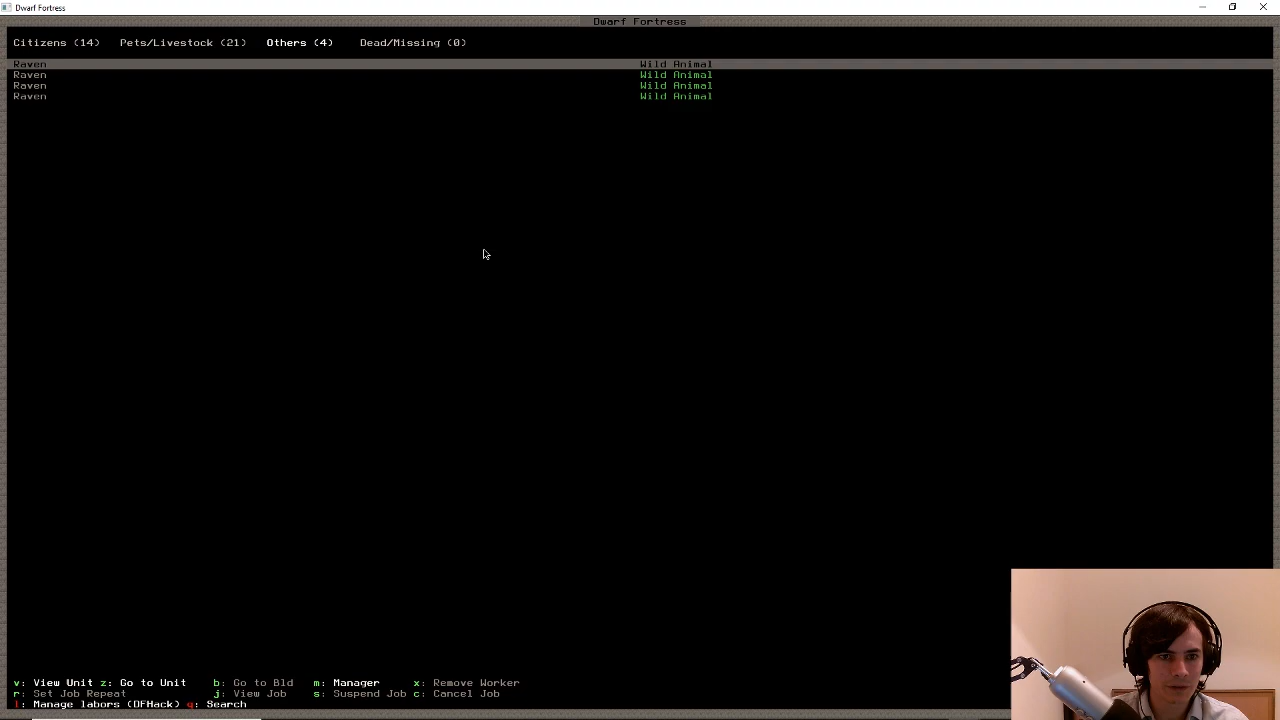 Dwarf Fortress
Dwarf Fortress
Citizens (14) Pets/Livestock (21) Others (4) Dead/Missing (0)
Raven Wild Animal
Raven Wild Animal
Raven Wild Animal
Raven Wild Animal
v: View Unit z: Go to Unit b: Go to Bld m: Manager x: Remove Worker
r: Set Job Repeat j: View Job s: Suspend Job c: Cancel Job
l: Manage labors (DFHack) q: Search